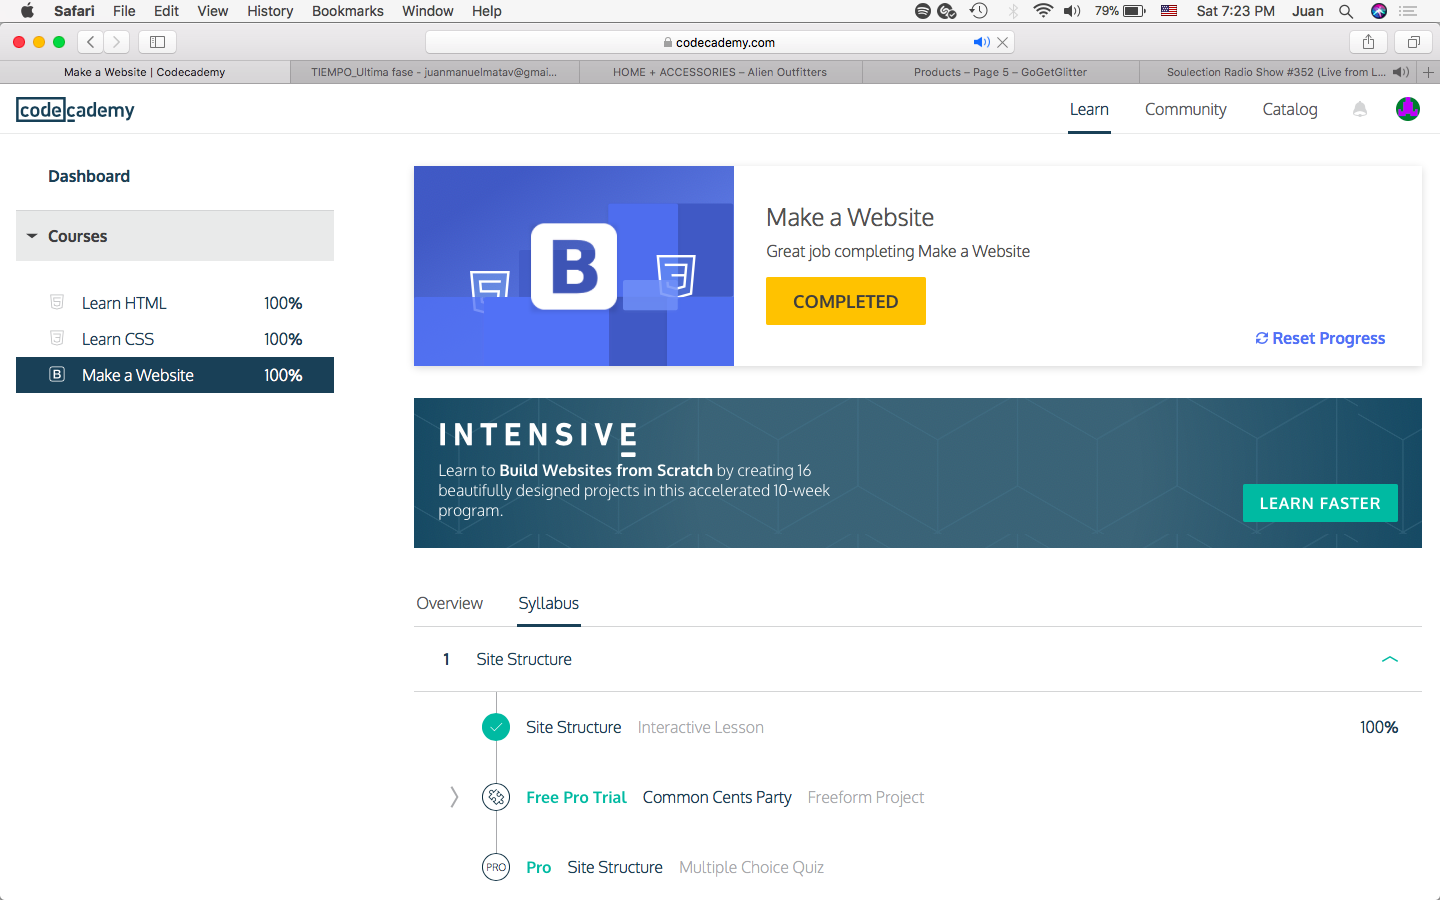 Safari File Edit View History Bookmarks Window Help 79% Sat 7:23 PM Juan
codecademy.com
Make a Website | Codecademy TIEMPO_Ultima fase - juanmanuelmatav@gmai... HOME + ACCESSORIES – Alien Outfitters Products – Page 5 – GoGetGlitter Soulection Radio Show #352 (Live from L...
codecademy Learn Community Catalog
Dashboard
Courses
Learn HTML 100%
Learn CSS 100%
B Make a Website 100%
B
Make a Website
Great job completing Make a Website
COMPLETED
Reset Progress
INTENSIVE
Learn to Build Websites from Scratch by creating 16
beautifully designed projects in this accelerated 10-week
program.
LEARN FASTER
Overview Syllabus
1 Site Structure
Site Structure Interactive Lesson 100%
Free Pro Trial Common Cents Party Freeform Project
PRO Pro Site Structure Multiple Choice Quiz